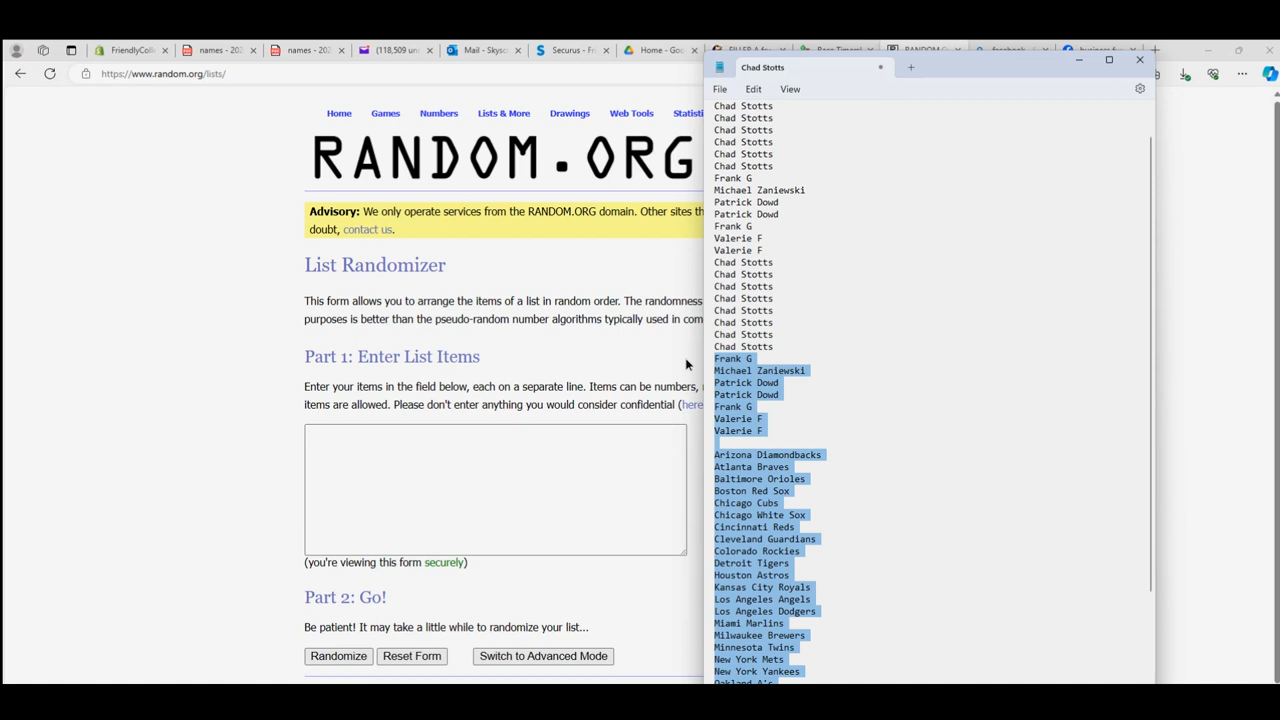 FriendlyColl
names - 202
names - 202
(118,509 un
Mail - Skysc
Securus - Fri
Home - Goo
https://www.random.org/lists/
Home
Games
Numbers
Lists & More
Drawings
Web Tools
Statisti
RANDOM.ORG
Advisory: We only operate services from the RANDOM.ORG domain. Other sites th
doubt, contact us.
List Randomizer
This form allows you to arrange the items of a list in random order. The randomness
purposes is better than the pseudo-random number algorithms typically used in com
Part 1: Enter List Items
Enter your items in the field below, each on a separate line. Items can be numbers,
items are allowed. Please don't enter anything you would consider confidential (here
(you're viewing this form securely)
Part 2: Go!
Be patient! It may take a little while to randomize your list...
Randomize
Reset Form
Switch to Advanced Mode
Chad Stotts
File
Edit
View
Chad Stotts
Chad Stotts
Chad Stotts
Chad Stotts
Chad Stotts
Chad Stotts
Frank G
Michael Zaniewski
Patrick Dowd
Patrick Dowd
Frank G
Valerie F
Valerie F
Chad Stotts
Chad Stotts
Chad Stotts
Chad Stotts
Chad Stotts
Chad Stotts
Chad Stotts
Chad Stotts
Frank G
Michael Zaniewski
Patrick Dowd
Patrick Dowd
Frank G
Valerie F
Valerie F
Arizona Diamondbacks
Atlanta Braves
Baltimore Orioles
Boston Red Sox
Chicago Cubs
Chicago White Sox
Cincinnati Reds
Cleveland Guardians
Colorado Rockies
Detroit Tigers
Houston Astros
Kansas City Royals
Los Angeles Angels
Los Angeles Dodgers
Miami Marlins
Milwaukee Brewers
Minnesota Twins
New York Mets
New York Yankees
Oakland A's